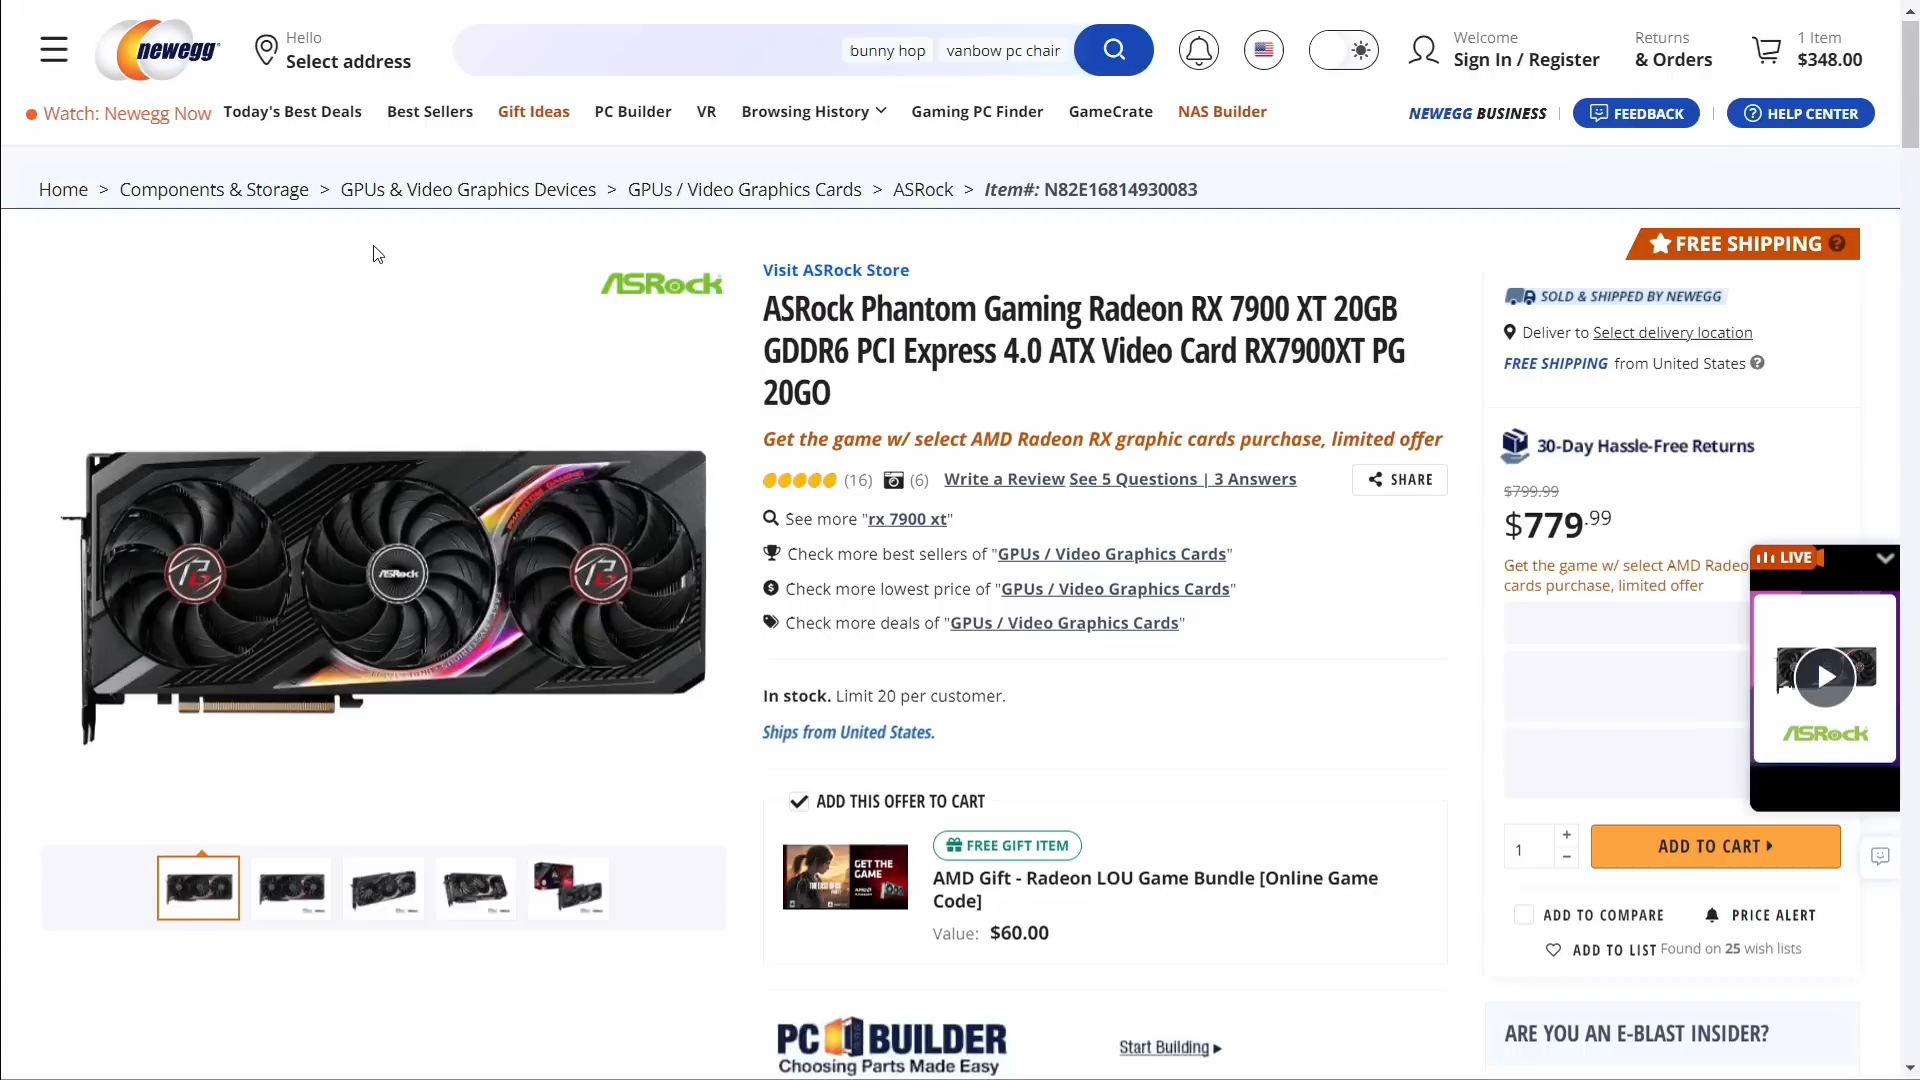 newegg
Hello
Select address
bunny hop
vanbow pc chair
Welcome
Sign In / Register
Returns
& Orders
1 Item
$348.00
Watch: Newegg Now
Today's Best Deals
Best Sellers
Gift Ideas
PC Builder
VR
Browsing History
Gaming PC Finder
GameCrate
NAS Builder
NEWEGG BUSINESS
FEEDBACK
HELP CENTER
Home > Components & Storage > GPUs & Video Graphics Devices > GPUs / Video Graphics Cards > ASRock > Item#: N82E16814930083
ASRock
Visit ASRock Store
ASRock Phantom Gaming Radeon RX 7900 XT 20GB
GDDR6 PCI Express 4.0 ATX Video Card RX7900XT PG
20GO
Get the game w/ select AMD Radeon RX graphic cards purchase, limited offer
(16) (6) Write a Review See 5 Questions | 3 Answers
SHARE
See more "rx 7900 xt"
Check more best sellers of "GPUs / Video Graphics Cards"
Check more lowest price of "GPUs / Video Graphics Cards"
Check more deals of "GPUs / Video Graphics Cards"
In stock. Limit 20 per customer.
Ships from United States.
ADD THIS OFFER TO CART
FREE GIFT ITEM
GET THE
GAME
AMD Gift - Radeon LOU Game Bundle [Online Game
Code]
Value: $60.00
PC BUILDER
Choosing Parts Made Easy
Start Building
PHANTOM GAMING
ASRock
FREE SHIPPING
SOLD & SHIPPED BY NEWEGG
Deliver to Select delivery location
FREE SHIPPING from United States
30-Day Hassle-Free Returns
$799.99
$779.99
Get the game w/ select AMD Radeo
cards purchase, limited offer
LIVE
ASRock
1
+
−
ADD TO CART
ADD TO COMPARE
PRICE ALERT
ADD TO LIST Found on 25 wish lists
ARE YOU AN E-BLAST INSIDER?